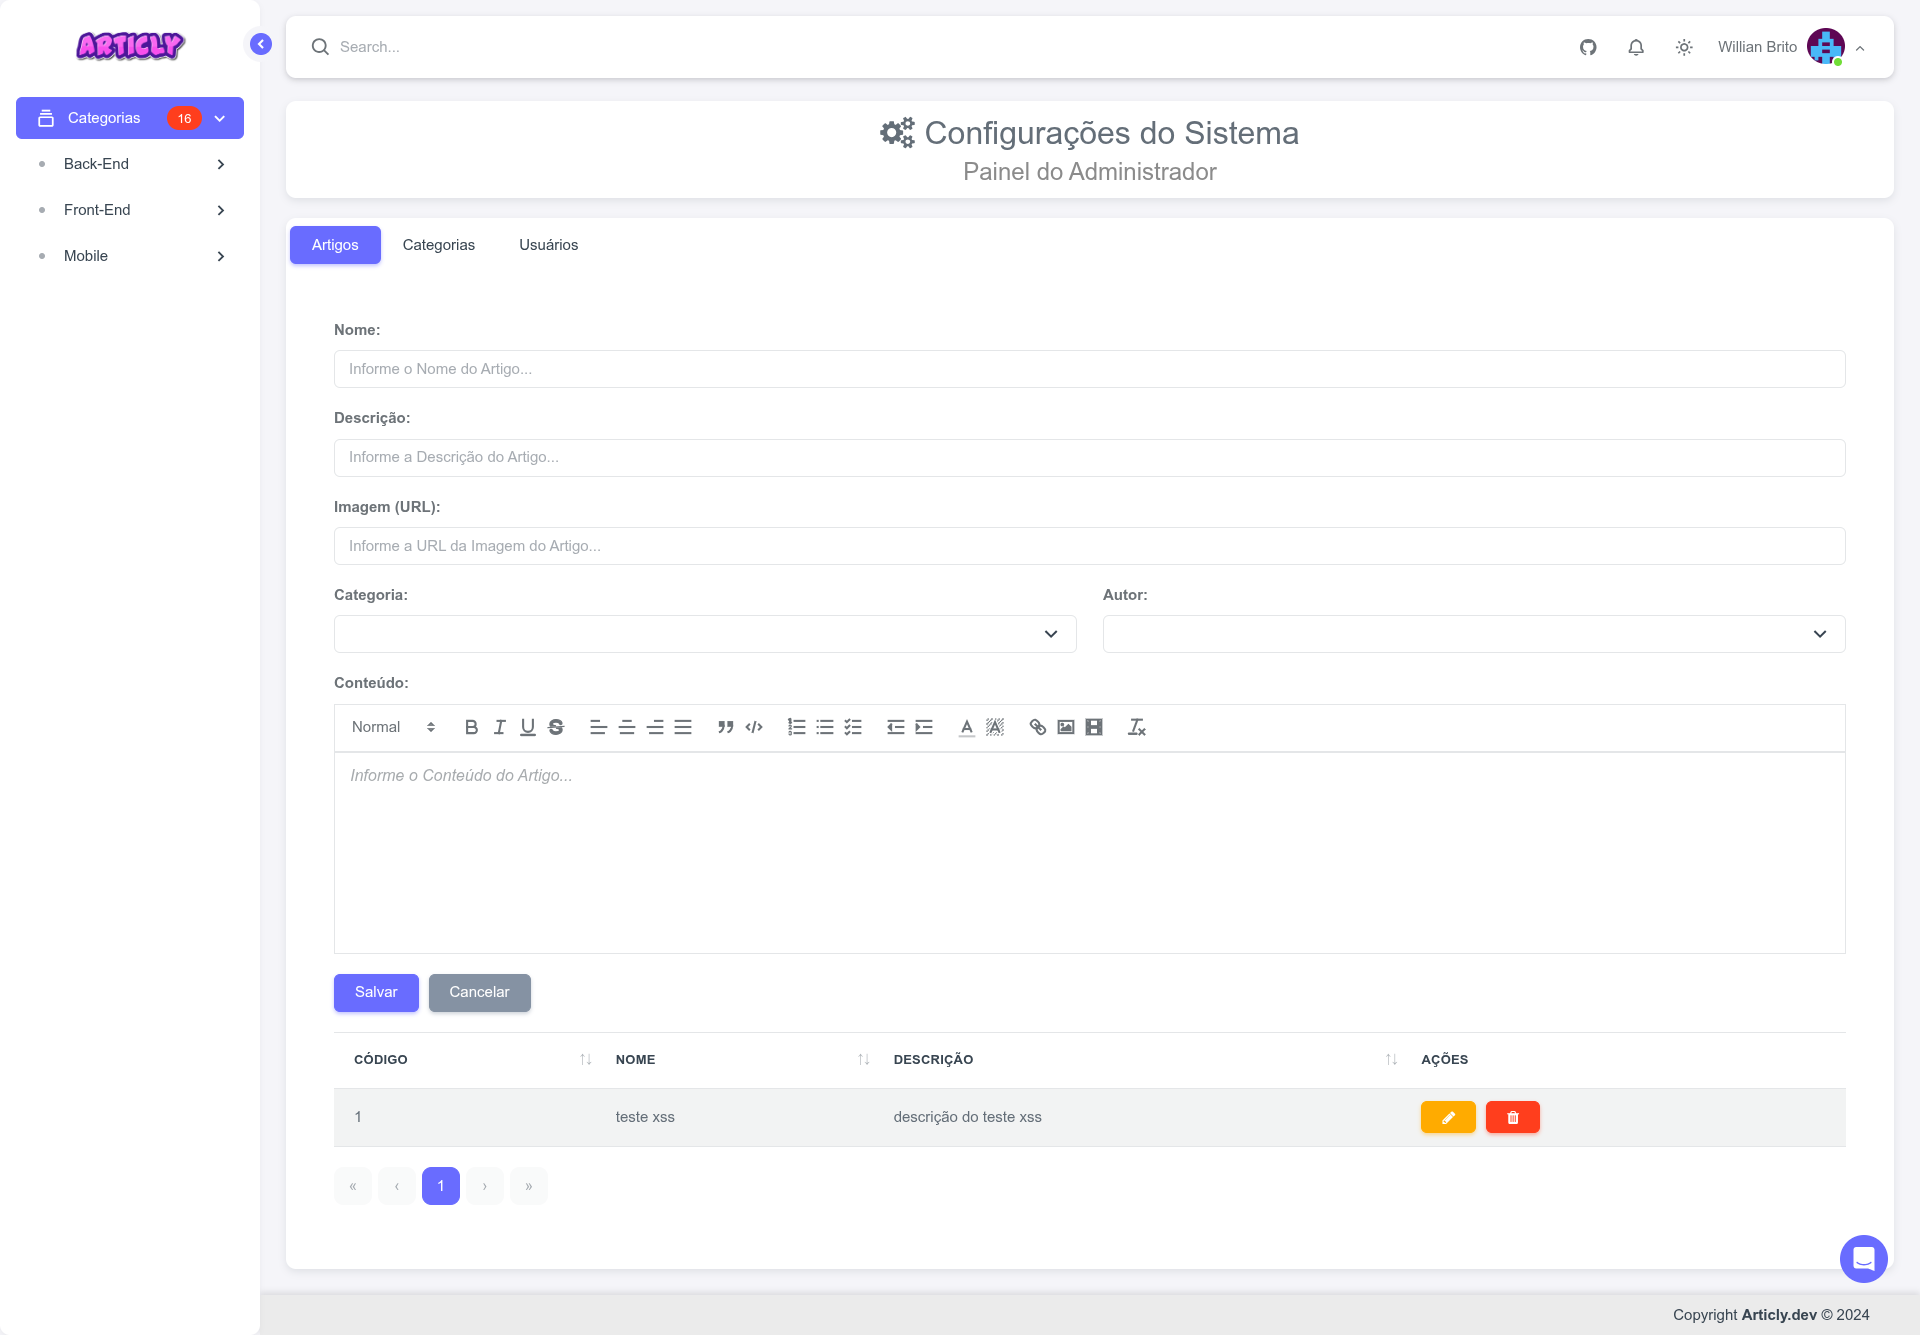 ARTICLY
Search...
Willian Brito
Categorias 16
Back-End
Front-End
Mobile
Configurações do Sistema
Painel do Administrador
Artigos Categorias Usuários
Nome:
Informe o Nome do Artigo...
Descrição:
Informe a Descrição do Artigo...
Imagem (URL):
Informe a URL da Imagem do Artigo...
Categoria: Autor:
Conteúdo:
Normal
Informe o Conteúdo do Artigo...
Salvar Cancelar
CÓDIGO NOME DESCRIÇÃO AÇÕES
1 teste xss descrição do teste xss
« ‹ 1 › »
Copyright Articly.dev © 2024